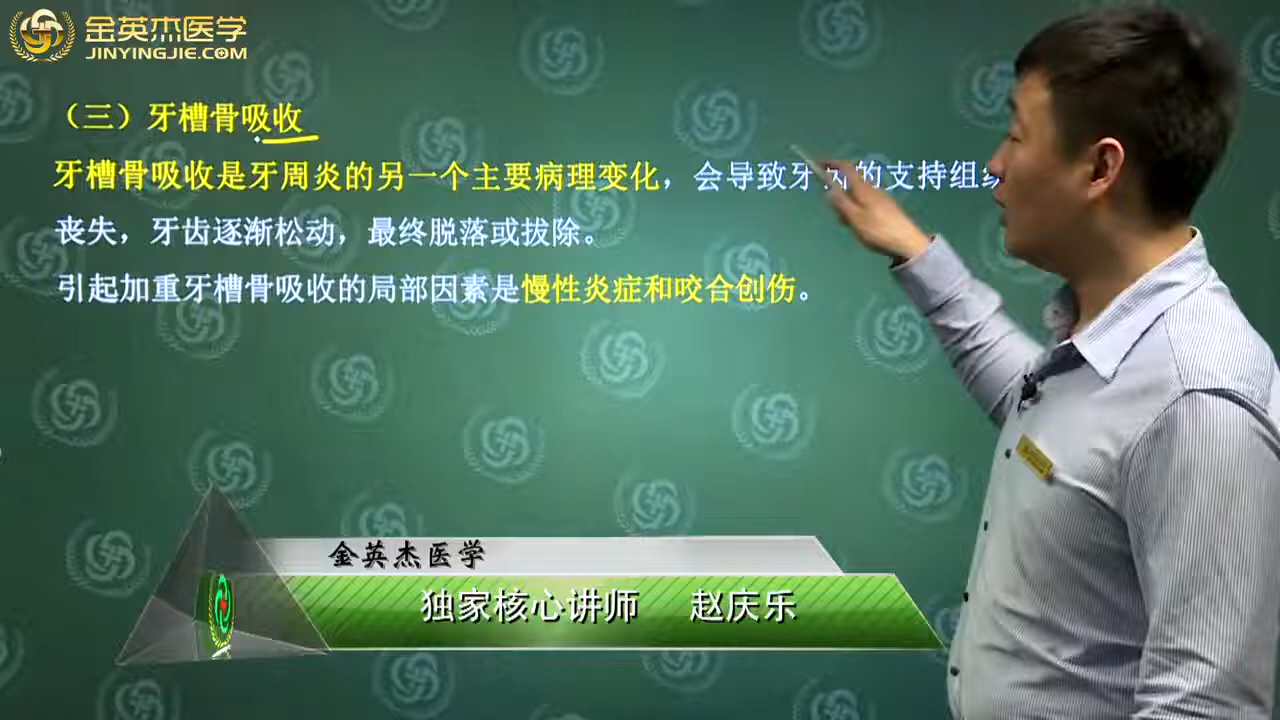 金英杰医学
JINYINGJIE.COM
（三）牙槽骨吸收
牙槽骨吸收是牙周炎的另一个主要病理变化，会导致牙的支持组
丧失，牙齿逐渐松动，最终脱落或拔除。
引起加重牙槽骨吸收的局部因素是慢性炎症和咬合创伤。
金英杰医学
独家核心讲师 赵庆乐